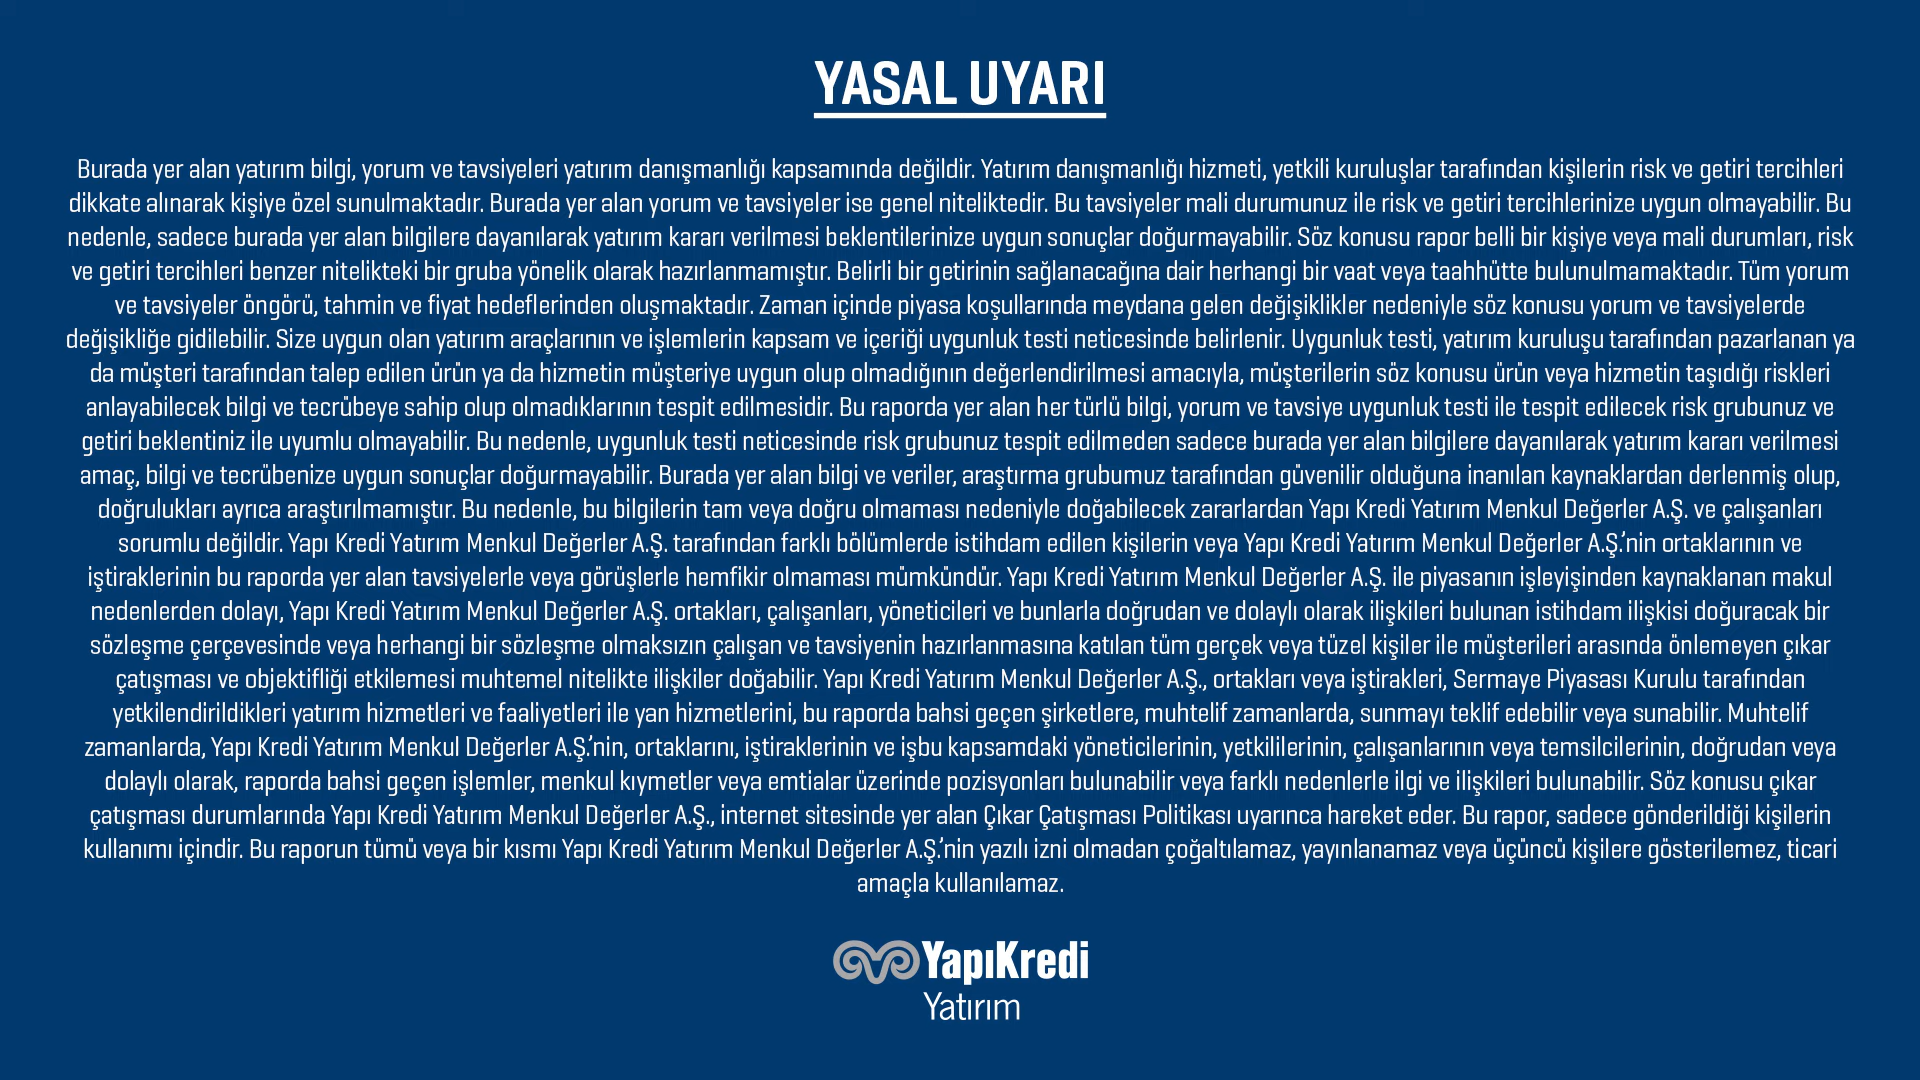 YASAL UYARI
Burada yer alan yatırım bilgi, yorum ve tavsiyeleri yatırım danışmanlığı kapsamında değildir. Yatırım danışmanlığı hizmeti, yetkili kuruluşlar tarafından kişilerin risk ve getiri tercihleri
dikkate alınarak kişiye özel sunulmaktadır. Burada yer alan yorum ve tavsiyeler ise genel niteliktedir. Bu tavsiyeler mali durumunuz ile risk ve getiri tercihlerinize uygun olmayabilir. Bu
nedenle, sadece burada yer alan bilgilere dayanılarak yatırım kararı verilmesi beklentilerinize uygun sonuçlar doğurmayabilir. Söz konusu rapor belli bir kişiye veya mali durumları, risk
ve getiri tercihleri benzer nitelikteki bir gruba yönelik olarak hazırlanmamıştır. Belirli bir getirinin sağlanacağına dair herhangi bir vaat veya taahhütte bulunulmamaktadır. Tüm yorum
ve tavsiyeler öngörü, tahmin ve fiyat hedeflerinden oluşmaktadır. Zaman içinde piyasa koşullarında meydana gelen değişiklikler nedeniyle söz konusu yorum ve tavsiyelerde
değişikliğe gidilebilir. Size uygun olan yatırım araçlarının ve işlemlerin kapsam ve içeriği uygunluk testi neticesinde belirlenir. Uygunluk testi, yatırım kuruluşu tarafından pazarlanan ya
da müşteri tarafından talep edilen ürün ya da hizmetin müşteriye uygun olup olmadığının değerlendirilmesi amacıyla, müşterilerin söz konusu ürün veya hizmetin taşıdığı riskleri
anlayabilecek bilgi ve tecrübeye sahip olup olmadıklarının tespit edilmesidir. Bu raporda yer alan her türlü bilgi, yorum ve tavsiye uygunluk testi ile tespit edilecek risk grubunuz ve
getiri beklentiniz ile uyumlu olmayabilir. Bu nedenle, uygunluk testi neticesinde risk grubunuz tespit edilmeden sadece burada yer alan bilgilere dayanılarak yatırım kararı verilmesi
amaç, bilgi ve tecrübenize uygun sonuçlar doğurmayabilir. Burada yer alan bilgi ve veriler, araştırma grubumuz tarafından güvenilir olduğuna inanılan kaynaklardan derlenmiş olup,
doğrulukları ayrıca araştırılmamıştır. Bu nedenle, bu bilgilerin tam veya doğru olmaması nedeniyle doğabilecek zararlardan Yapı Kredi Yatırım Menkul Değerler A.Ş. ve çalışanları
sorumlu değildir. Yapı Kredi Yatırım Menkul Değerler A.Ş. tarafından farklı bölümlerde istihdam edilen kişilerin veya Yapı Kredi Yatırım Menkul Değerler A.Ş.'nin ortaklarının ve
iştiraklerinin bu raporda yer alan tavsiyelerle veya görüşlerle hemfikir olmaması mümkündür. Yapı Kredi Yatırım Menkul Değerler A.Ş. ile piyasanın işleyişinden kaynaklanan makul
nedenlerden dolayı, Yapı Kredi Yatırım Menkul Değerler A.Ş. ortakları, çalışanları, yöneticileri ve bunlarla doğrudan ve dolaylı olarak ilişkileri bulunan istihdam ilişkisi doğuracak bir
sözleşme çerçevesinde veya herhangi bir sözleşme olmaksızın çalışan ve tavsiyenin hazırlanmasına katılan tüm gerçek veya tüzel kişiler ile müşterileri arasında önlemeyen çıkar
çatışması ve objektifliği etkilemesi muhtemel nitelikte ilişkiler doğabilir. Yapı Kredi Yatırım Menkul Değerler A.Ş., ortakları veya iştirakleri, Sermaye Piyasası Kurulu tarafından
yetkilendirildikleri yatırım hizmetleri ve faaliyetleri ile yan hizmetlerini, bu raporda bahsi geçen şirketlere, muhtelif zamanlarda, sunmayı teklif edebilir veya sunabilir. Muhtelif
zamanlarda, Yapı Kredi Yatırım Menkul Değerler A.Ş.'nin, ortaklarını, iştiraklerinin ve işbu kapsamdaki yöneticilerinin, yetkililerinin, çalışanlarının veya temsilcilerinin, doğrudan veya
dolaylı olarak, raporda bahsi geçen işlemler, menkul kıymetler veya emtialar üzerinde pozisyonları bulunabilir veya farklı nedenlerle ilgi ve ilişkileri bulunabilir. Söz konusu çıkar
çatışması durumlarında Yapı Kredi Yatırım Menkul Değerler A.Ş., internet sitesinde yer alan Çıkar Çatışması Politikası uyarınca hareket eder. Bu rapor, sadece gönderildiği kişilerin
kullanımı içindir. Bu raporun tümü veya bir kısmı Yapı Kredi Yatırım Menkul Değerler A.Ş.'nin yazılı izni olmadan çoğaltılamaz, yayınlanamaz veya üçüncü kişilere gösterilemez, ticari
amaçla kullanılamaz.
YapıKredi
Yatırım